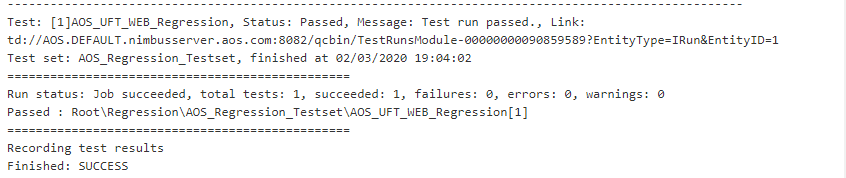 ------------------------------------------------------------------------------------------------------
Test: [1]AOS_UFT_WEB_Regression, Status: Passed, Message: Test run passed., Link:
td://AOS.DEFAULT.nimbusserver.aos.com:8082/qcbin/TestRunsModule-00000000090859589?EntityType=IRun&EntityID=1
Test set: AOS_Regression_Testset, finished at 02/03/2020 19:04:02
================================================
Run status: Job succeeded, total tests: 1, succeeded: 1, failures: 0, errors: 0, warnings: 0
Passed : Root\Regression\AOS_Regression_Testset\AOS_UFT_WEB_Regression[1]
================================================
Recording test results
Finished: SUCCESS